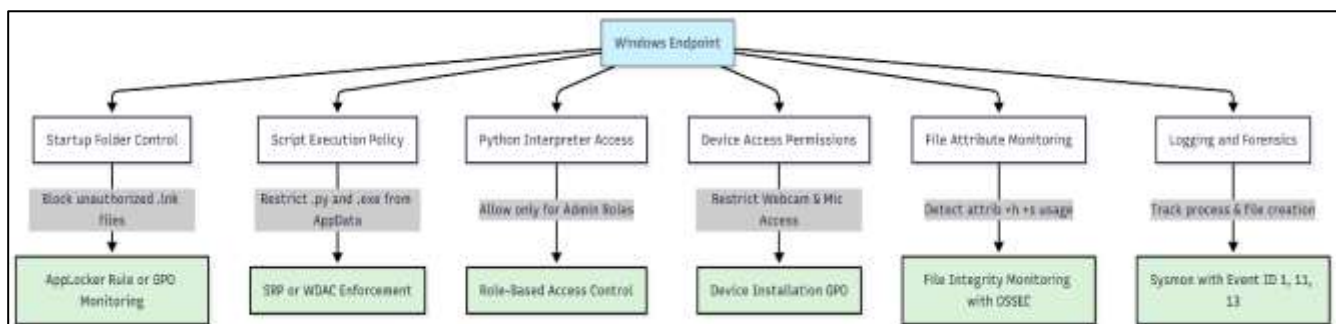 Windows Endpoint
Startup Folder Control
Script Execution Policy
Python Interpreter Access
Device Access Permissions
File Attribute Monitoring
Logging and Forensics
Block unauthorized .lnk
files
Restrict .py and .exe from
AppData
Allow only for Admin Roles
Restrict Webcam & Mic
Access
Detect attrib +h +s usage
Track process & file creation
AppLocker Rule or GPO
Monitoring
SRP or WDAC Enforcement
Role-Based Access Control
Device Installation GPO
File Integrity Monitoring
with OSSEC
Sysmon with Event ID 1, 11,
13